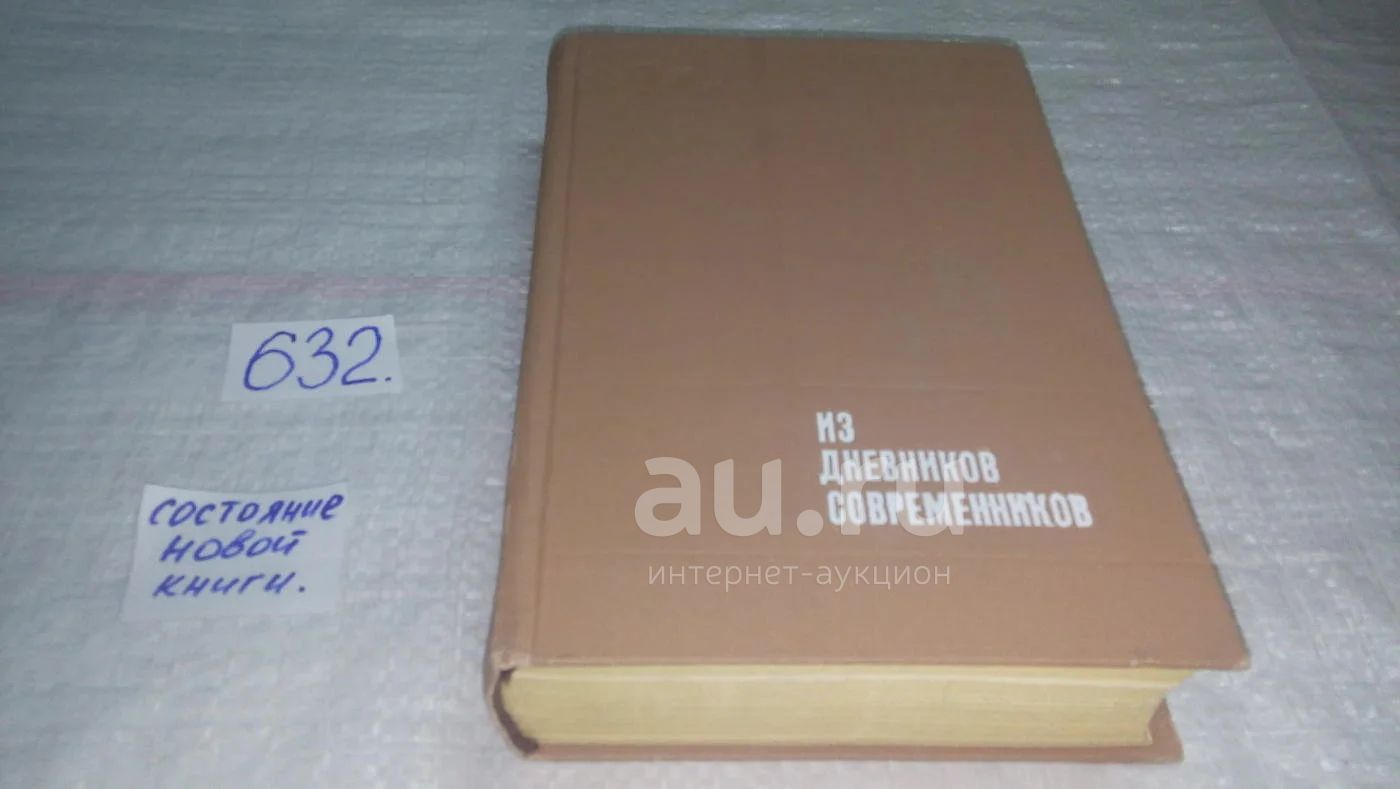 632.
состояние
новой
книги.
ИЗ
ДНЕВНИКОВ
СОВРЕМЕННИКОВ
au.ru
интернет-аукцион